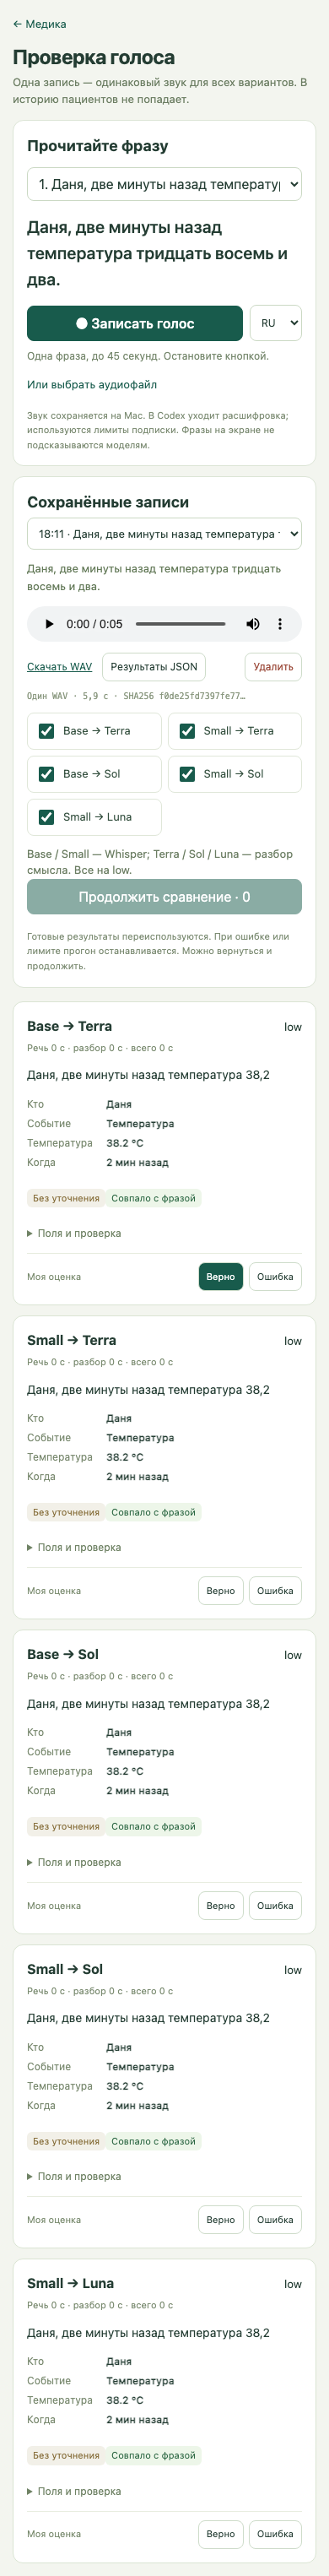 ← Медика
Проверка голоса
Одна запись — одинаковый звук для всех вариантов. В
историю пациентов не попадает.
Прочитайте фразу
1. Даня, две минуты назад температур
Даня, две минуты назад
температура тридцать восемь и
два.
Записать голос
RU
Одна фраза, до 45 секунд. Остановите кнопкой.
Или выбрать аудиофайл
Звук сохраняется на Mac. В Codex уходит расшифровка;
используются лимиты подписки. Фразы на экране не
подсказываются моделям.
Сохранённые записи
18:11 · Даня, две минуты назад температура т
Даня, две минуты назад температура тридцать
восемь и два.
0:00 / 0:05
Скачать WAV
Результаты JSON
Удалить
Один WAV · 5,9 с · SHA256 f0de25fd7397fe77…
Base → Terra
Small → Terra
Base → Sol
Small → Sol
Small → Luna
Base / Small — Whisper; Terra / Sol / Luna — разбор
смысла. Все на low.
Продолжить сравнение · 0
Готовые результаты переиспользуются. При ошибке или
лимите прогон останавливается. Можно вернуться и
продолжить.
Base → Terra low
Речь 0 с · разбор 0 с · всего 0 с
Даня, две минуты назад температура 38,2
Кто Даня
Событие Температура
Температура 38.2 °C
Когда 2 мин назад
Без уточнения Совпало с фразой
Поля и проверка
Моя оценка Верно Ошибка
Small → Terra low
Речь 0 с · разбор 0 с · всего 0 с
Даня, две минуты назад температура 38,2
Кто Даня
Событие Температура
Температура 38.2 °C
Когда 2 мин назад
Без уточнения Совпало с фразой
Поля и проверка
Моя оценка Верно Ошибка
Base → Sol low
Речь 0 с · разбор 0 с · всего 0 с
Даня, две минуты назад температура 38,2
Кто Даня
Событие Температура
Температура 38.2 °C
Когда 2 мин назад
Без уточнения Совпало с фразой
Поля и проверка
Моя оценка Верно Ошибка
Small → Sol low
Речь 0 с · разбор 0 с · всего 0 с
Даня, две минуты назад температура 38,2
Кто Даня
Событие Температура
Температура 38.2 °C
Когда 2 мин назад
Без уточнения Совпало с фразой
Поля и проверка
Моя оценка Верно Ошибка
Small → Luna low
Речь 0 с · разбор 0 с · всего 0 с
Даня, две минуты назад температура 38,2
Кто Даня
Событие Температура
Температура 38.2 °C
Когда 2 мин назад
Без уточнения Совпало с фразой
Поля и проверка
Моя оценка Верно Ошибка